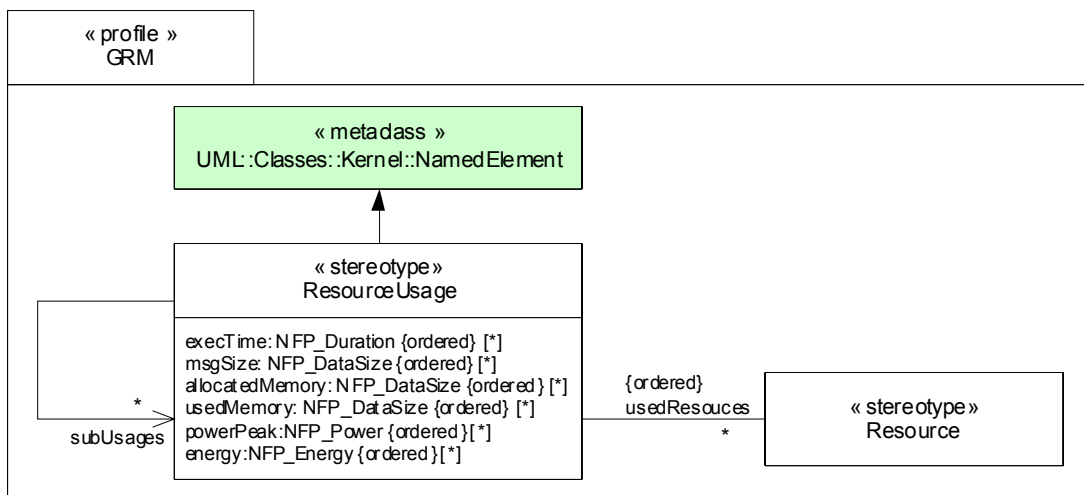 « profile »
GRM
« metaclass »
UML::Classes::Kernel::NamedElement
« stereotype»
ResourceUsage
execTime: NFP_Duration {ordered} [*]
msgSize: NFP_DataSize {ordered} [*]
allocatedMemory: NFP_DataSize {ordered} [*]
usedMemory: NFP_DataSize {ordered} [*]
powerPeak:NFP_Power {ordered}[*]
energy:NFP_Energy {ordered}[*]
*
subUsages
{ordered}
usedResouces
*
« stereotype»
Resource